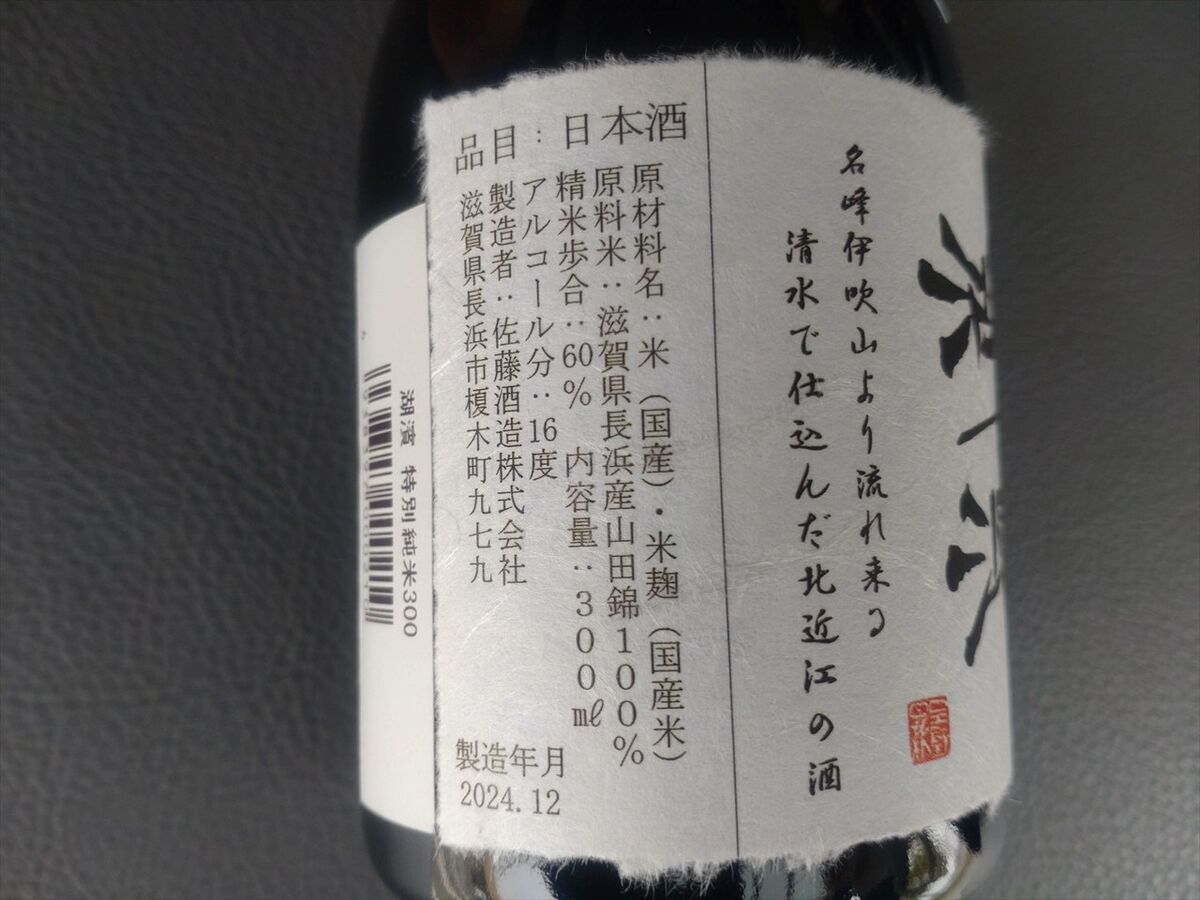 名峰伊吹山より流れ来る
清水で仕込んだ北近江の酒
品目：日本酒
原材料名：米（国産）・米麹（国産米）
原料米：滋賀県長浜産山田錦１００％
精米歩合：60％　内容量：３００㎖
アルコール分：16度
製造者：佐藤酒造株式会社
滋賀県長浜市榎木町九七九
製造年月
2024.12
湖濱 特別純米300